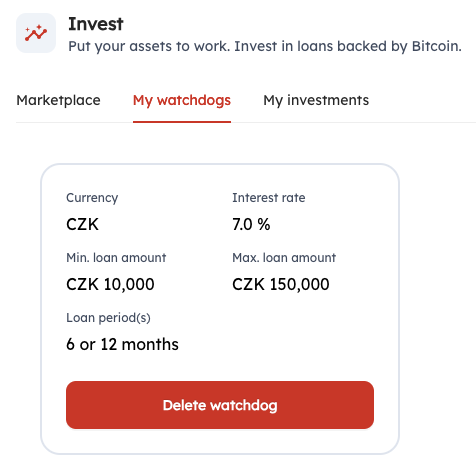 Invest
Put your assets to work. Invest in loans backed by Bitcoin.
Marketplace My watchdogs My investments
Currency Interest rate
CZK 7.0 %
Min. loan amount Max. loan amount
CZK 10,000 CZK 150,000
Loan period(s)
6 or 12 months
Delete watchdog